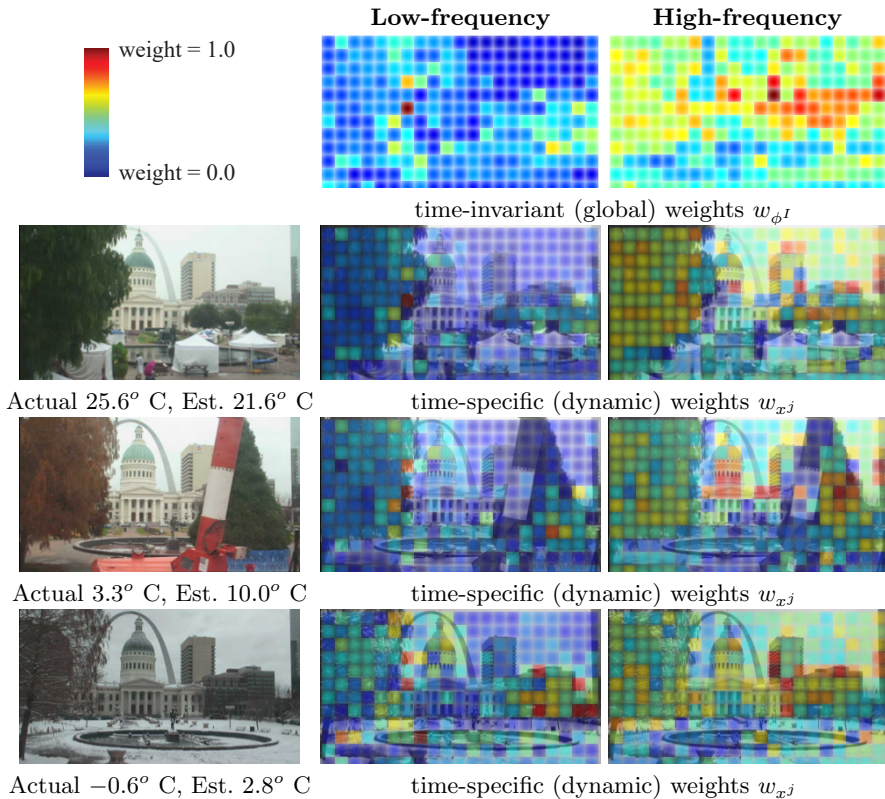 Low-frequency
High-frequency
weight = 1.0
weight = 0.0
time-invariant (global) weights w_{ϕ^I}
Actual 25.6° C, Est. 21.6° C
time-specific (dynamic) weights w_{x^j}
Actual 3.3° C, Est. 10.0° C
time-specific (dynamic) weights w_{x^j}
Actual −0.6° C, Est. 2.8° C
time-specific (dynamic) weights w_{x^j}